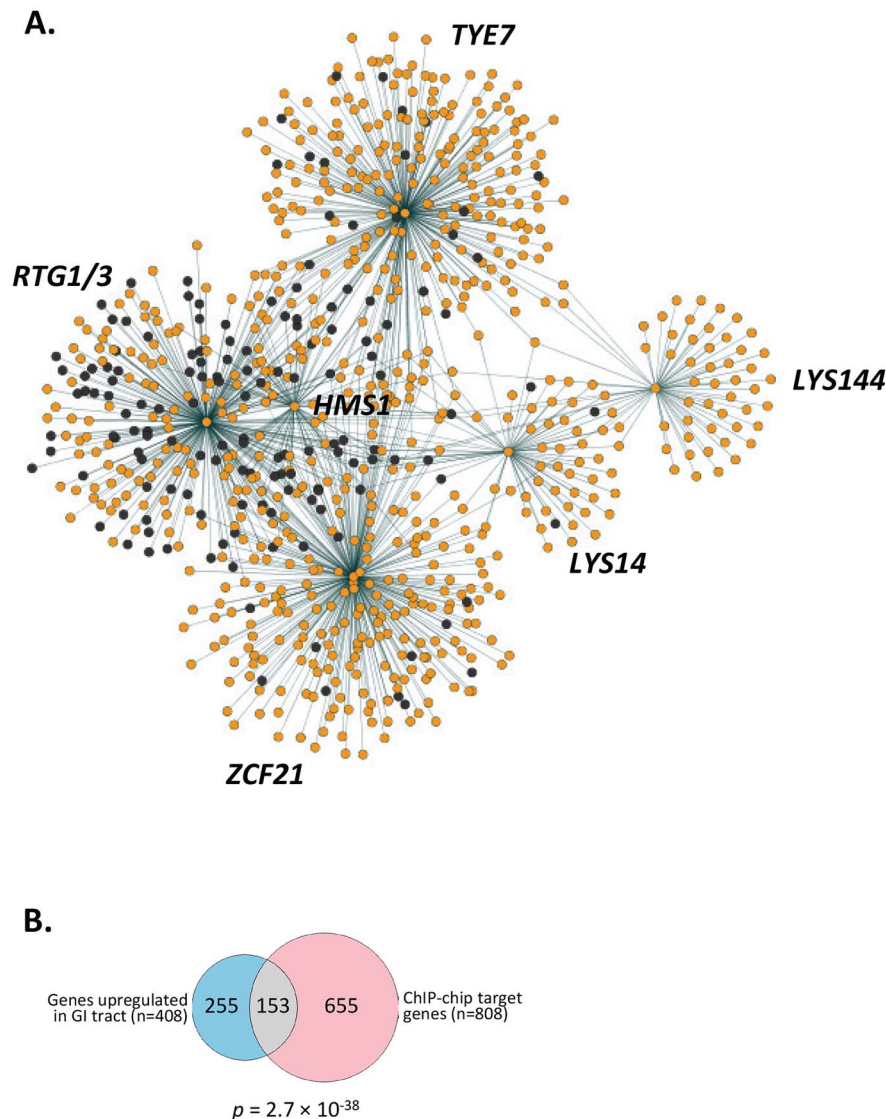 A.
TYE7
RTG1/3
LYS144
HMS1
LYS14
ZCF21
B.
Genes upregulated
in GI tract (n=408)
255
153
655
ChIP-chip target
genes (n=808)
p = 2.7 × 10-38